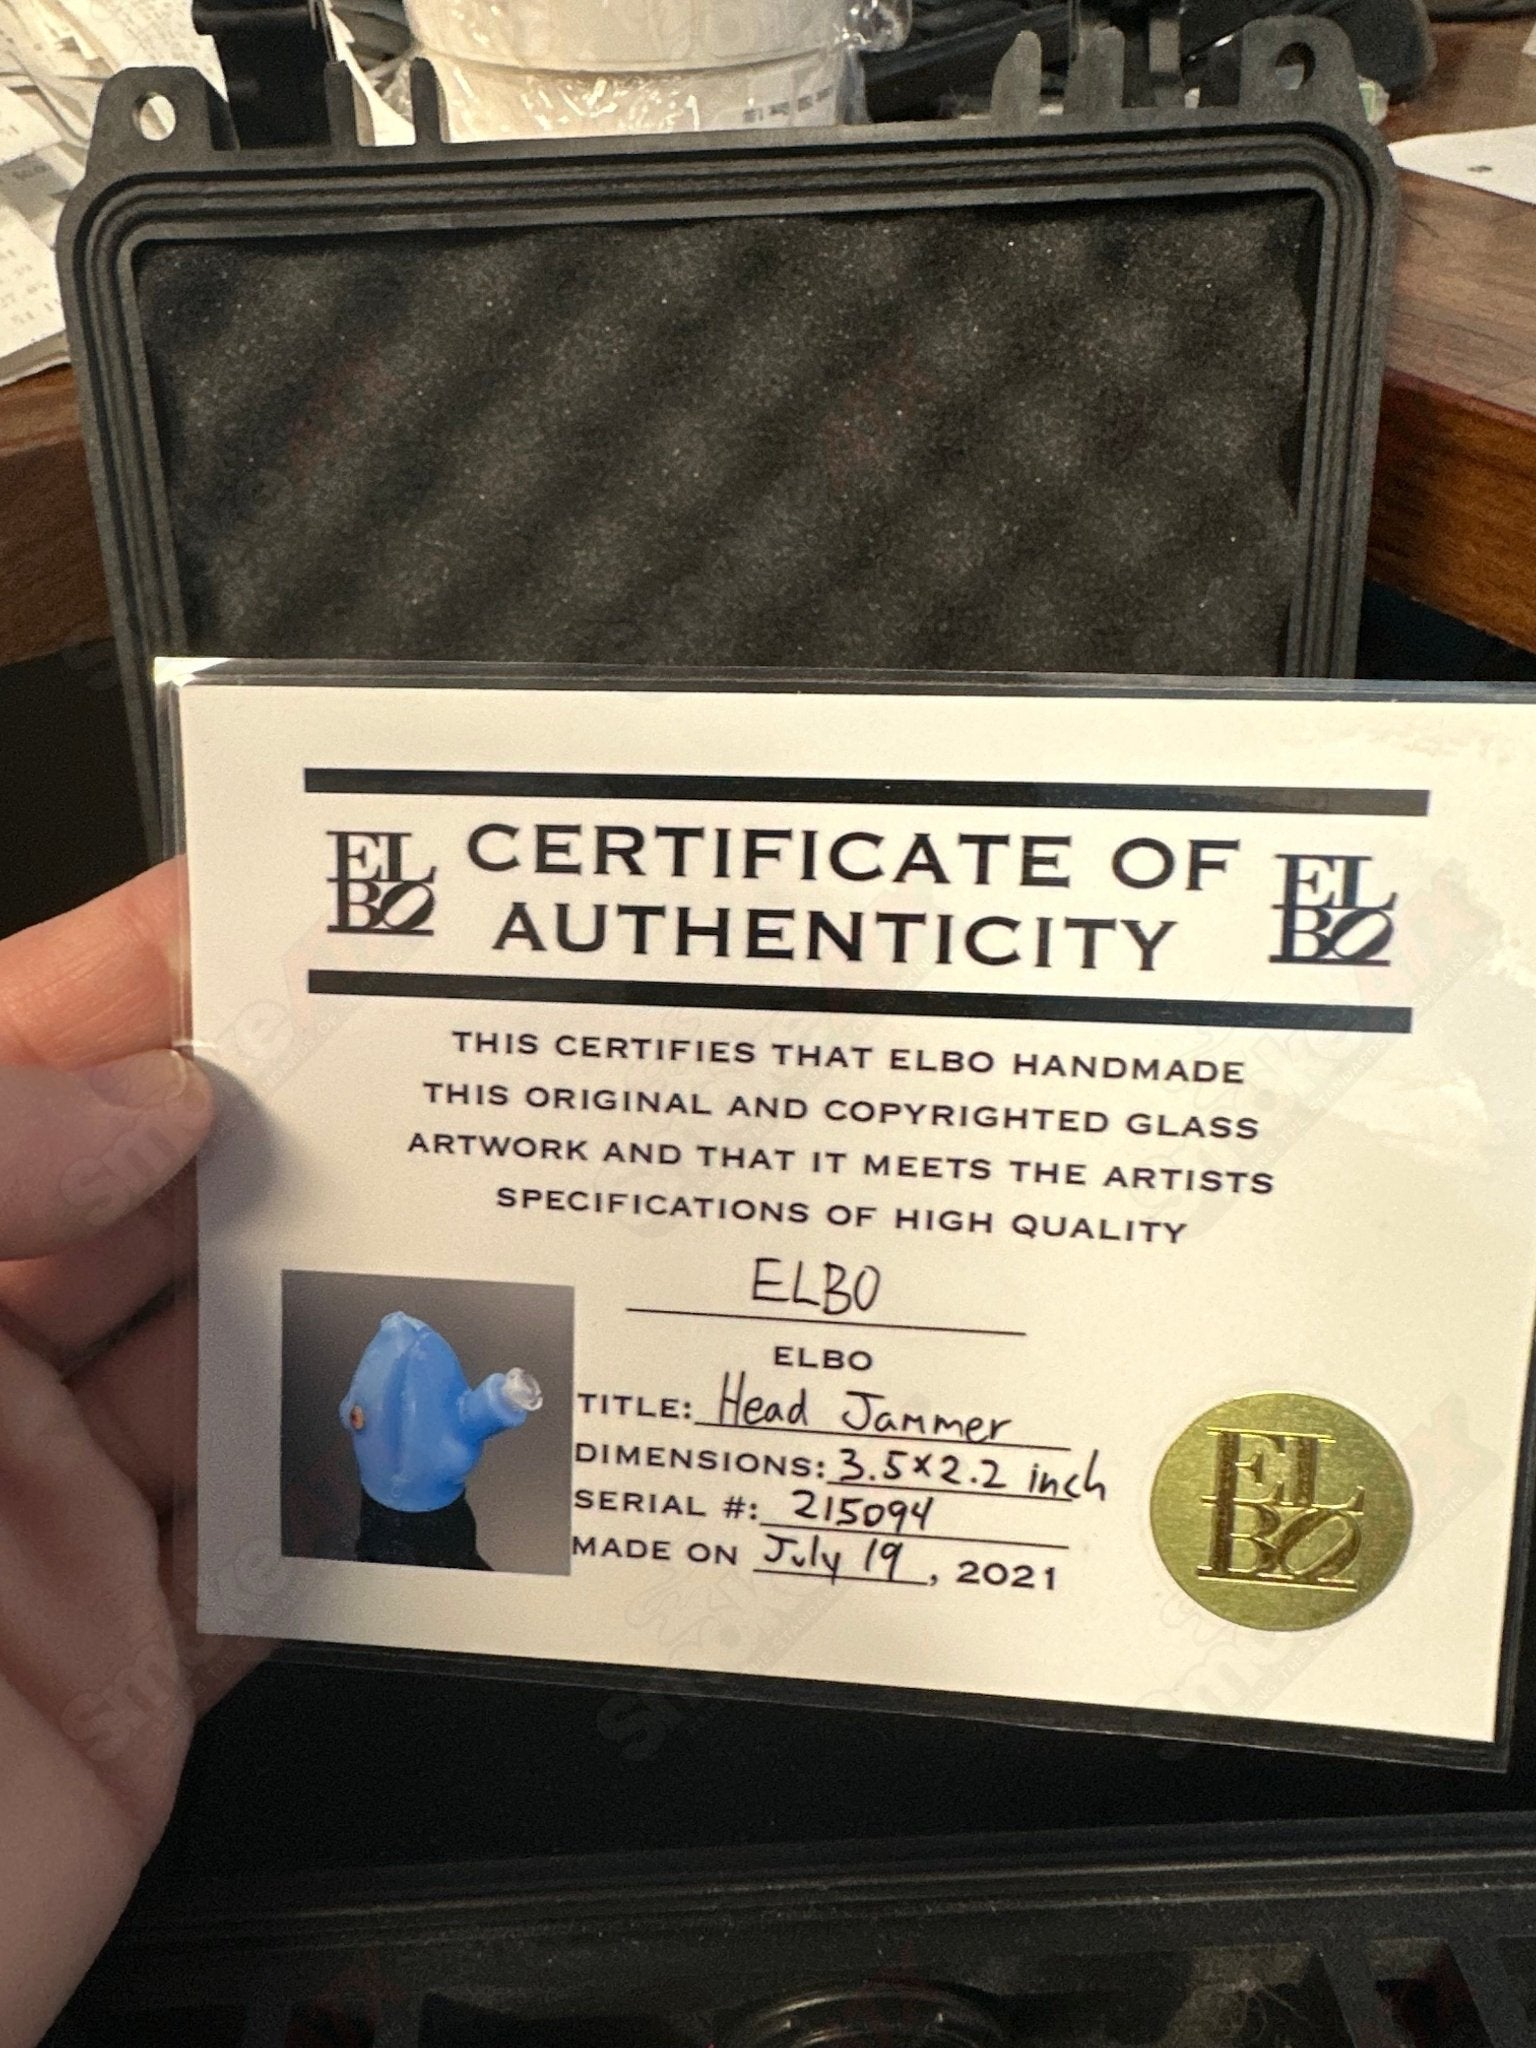 EL
BO
CERTIFICATE OF
AUTHENTICITY
EL
BO
THIS CERTIFIES THAT ELBO HANDMADE
THIS ORIGINAL AND COPYRIGHTED GLASS
ARTWORK AND THAT IT MEETS THE ARTISTS
SPECIFICATIONS OF HIGH QUALITY
ELBO
ELBO
TITLE: Head Jammer
DIMENSIONS: 3.5×2.2 inch
SERIAL #: 215094
MADE ON July 19, 2021
EL
BO